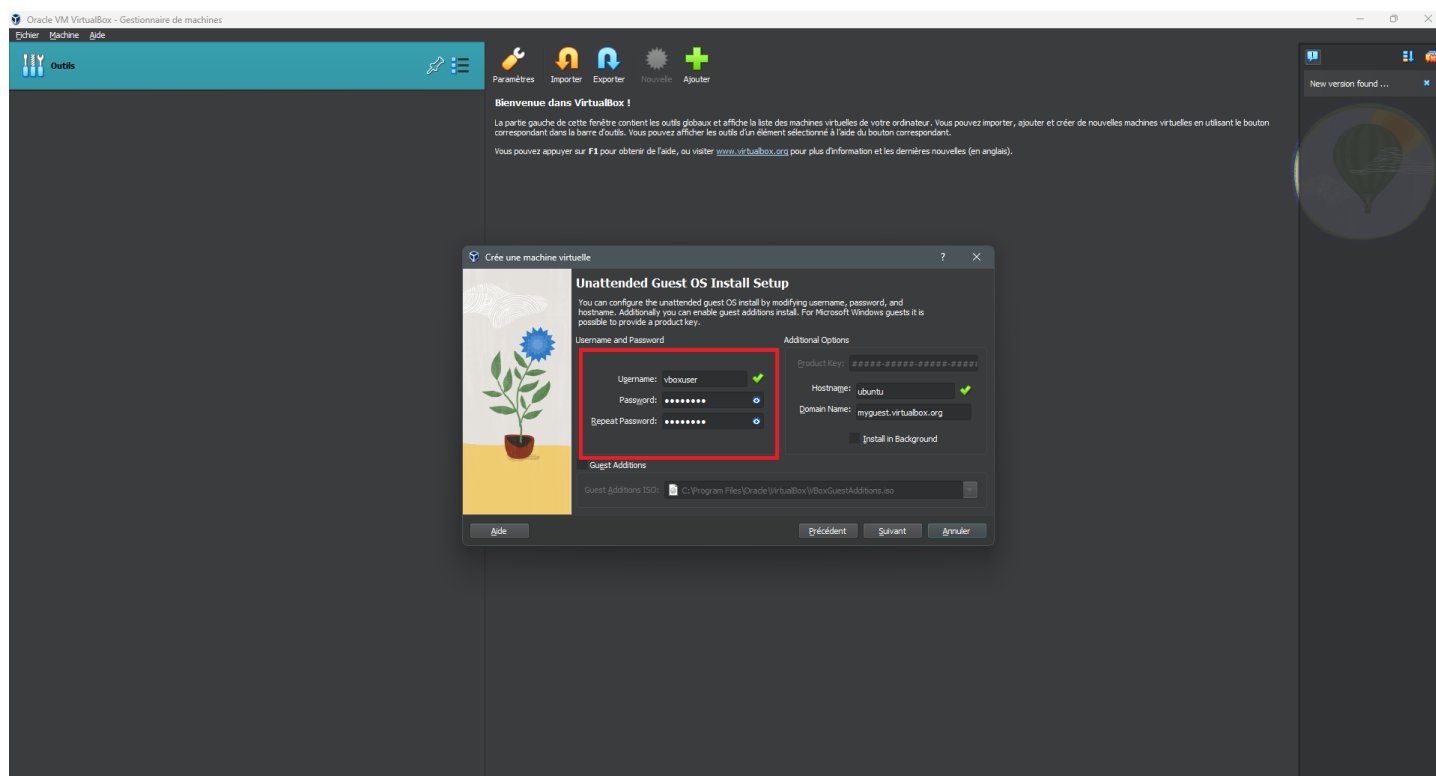 Oracle VM VirtualBox - Gestionnaire de machines
Fichier Machine Aide
Outils
Paramètres Importer Exporter Nouvelle Ajouter
Bienvenue dans VirtualBox !
La partie gauche de cette fenêtre contient les outils globaux et affiche la liste des machines virtuelles de votre ordinateur. Vous pouvez importer, ajouter et créer de nouvelles machines virtuelles en utilisant le bouton
correspondant dans la barre d'outils. Vous pouvez afficher les outils d'un élément sélectionné à l'aide du bouton correspondant.
Vous pouvez appuyer sur F1 pour obtenir de l'aide, ou visiter www.virtualbox.org pour plus d'information et les dernières nouvelles (en anglais).
New version found ...
Crée une machine virtuelle
Unattended Guest OS Install Setup
You can configure the unattended guest OS install by modifying username, password, and
hostname. Additionally you can enable guest additions install. For Microsoft Windows guests it is
possible to provide a product key.
Username and Password
Username: vboxuser
Password: ●●●●●●●●
Repeat Password: ●●●●●●●●
Additional Options
Product Key: #####-#####-#####-#####
Hostname: ubuntu
Domain Name: myguest.virtualbox.org
Install in Background
Guest Additions
Guest Additions ISO: C:\Program Files\Oracle\VirtualBox\VBoxGuestAdditions.iso
Aide Précédent Suivant Annuler